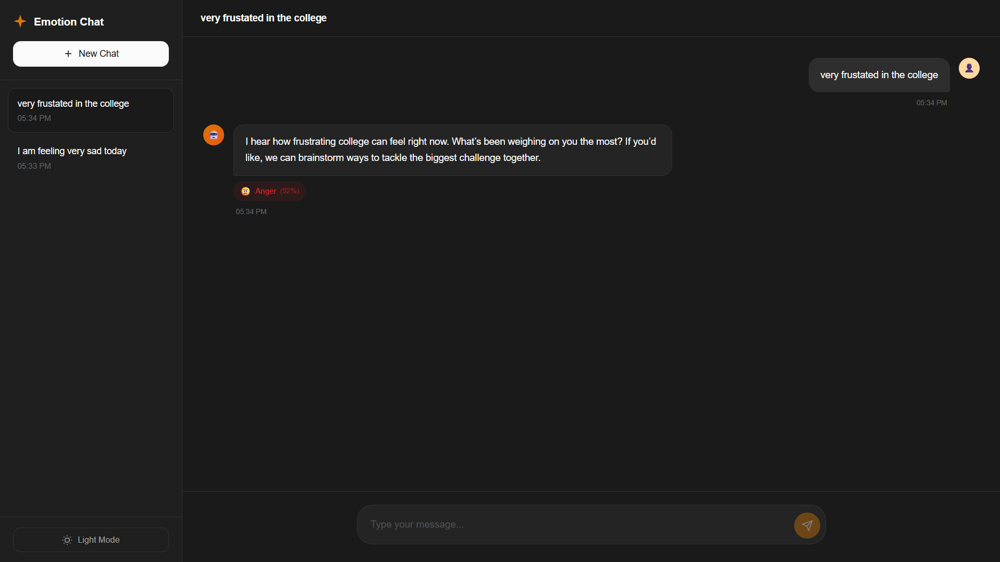 Emotion Chat
New Chat
very frustated in the college
05:34 PM
I am feeling very sad today
05:33 PM
Light Mode
very frustated in the college
very frustated in the college
05:34 PM
I hear how frustrating college can feel right now. What’s been weighing on you the most? If you’d
like, we can brainstorm ways to tackle the biggest challenge together.
Anger (92%)
05:34 PM
Type your message...